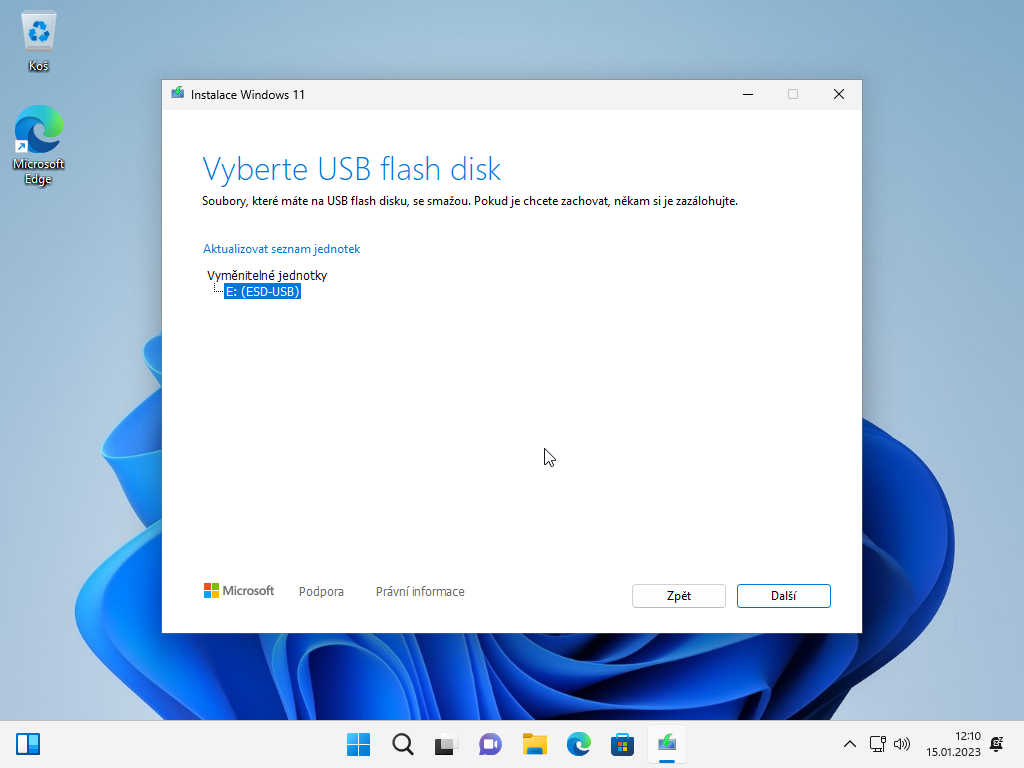 Koš
Microsoft
Edge
Instalace Windows 11
Vyberte USB flash disk
Soubory, které máte na USB flash disku, se smažou. Pokud je chcete zachovat, někam si je zazálohujte.
Aktualizovat seznam jednotek
Vyměnitelné jednotky
E: (ESD-USB)
Microsoft
Podpora
Právní informace
Zpět
Další
12:10
15.01.2023